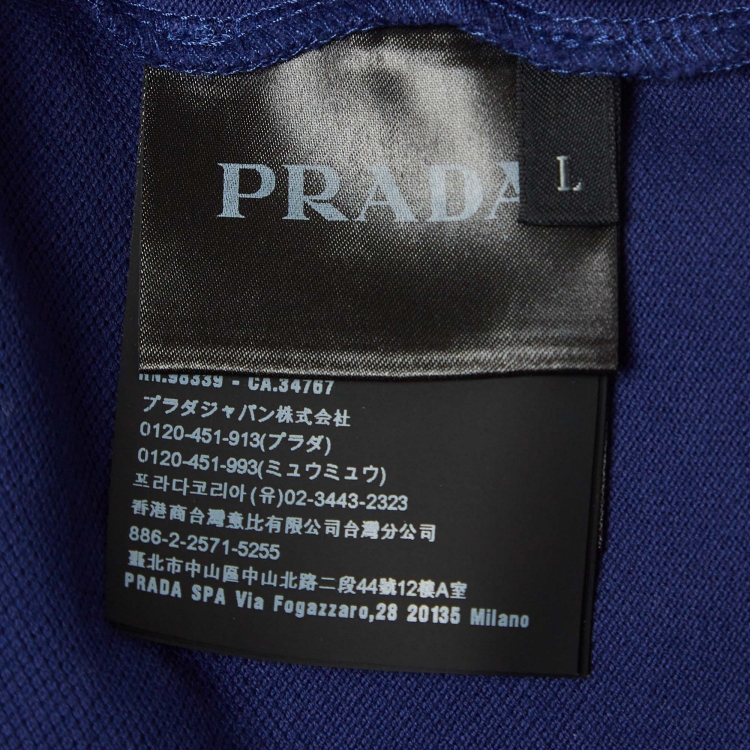 PRADA
L
RN.98339 - CA.34767
プラダジャパン株式会社
0120-451-913(プラダ)
0120-451-993(ミュウミュウ)
프라다코리아(유)02-3443-2323
香港商台灣意比有限公司台灣分公司
886-2-2571-5255
臺北市中山區中山北路二段44號12樓A室
PRADA SPA Via Fogazzaro,28 20135 Milano